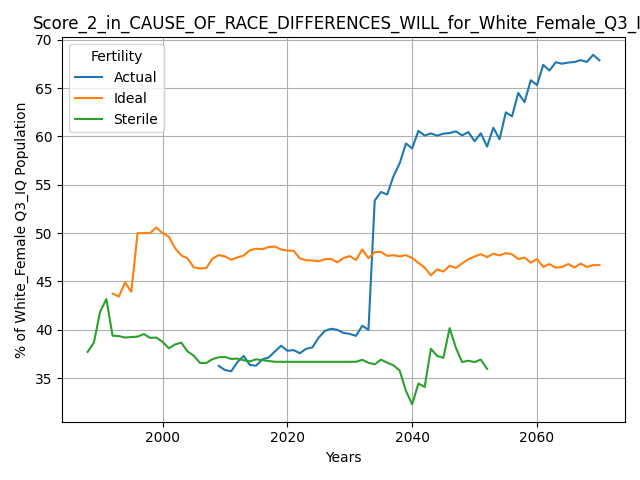 Score_2_in_CAUSE_OF_RACE_DIFFERENCES_WILL_for_White_Female_Q3_I
Fertility
Actual
Ideal
Sterile
% of White_Female Q3_IQ Population
70
65
60
55
50
45
40
35
2000
2020
2040
2060
Years